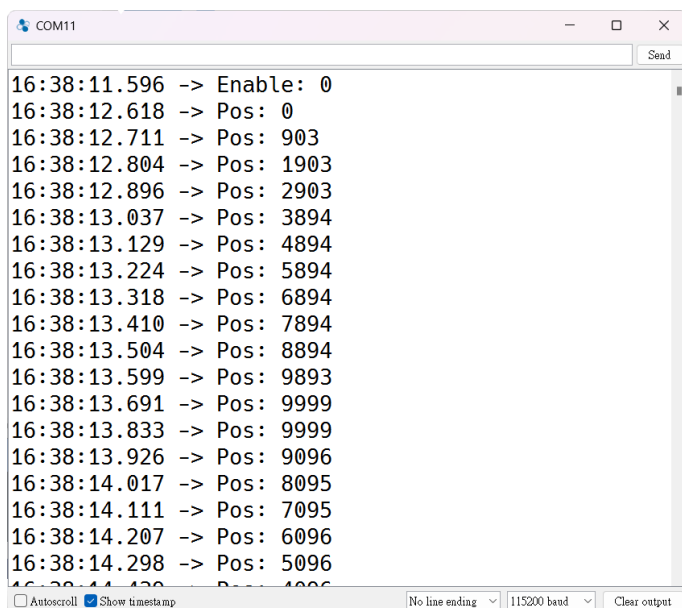 COM11
Send
16:38:11.596 -> Enable: 0
16:38:12.618 -> Pos: 0
16:38:12.711 -> Pos: 903
16:38:12.804 -> Pos: 1903
16:38:12.896 -> Pos: 2903
16:38:13.037 -> Pos: 3894
16:38:13.129 -> Pos: 4894
16:38:13.224 -> Pos: 5894
16:38:13.318 -> Pos: 6894
16:38:13.410 -> Pos: 7894
16:38:13.504 -> Pos: 8894
16:38:13.599 -> Pos: 9893
16:38:13.691 -> Pos: 9999
16:38:13.833 -> Pos: 9999
16:38:13.926 -> Pos: 9096
16:38:14.017 -> Pos: 8095
16:38:14.111 -> Pos: 7095
16:38:14.207 -> Pos: 6096
16:38:14.298 -> Pos: 5096
Autoscroll Show timestamp No line ending 115200 baud Clear output